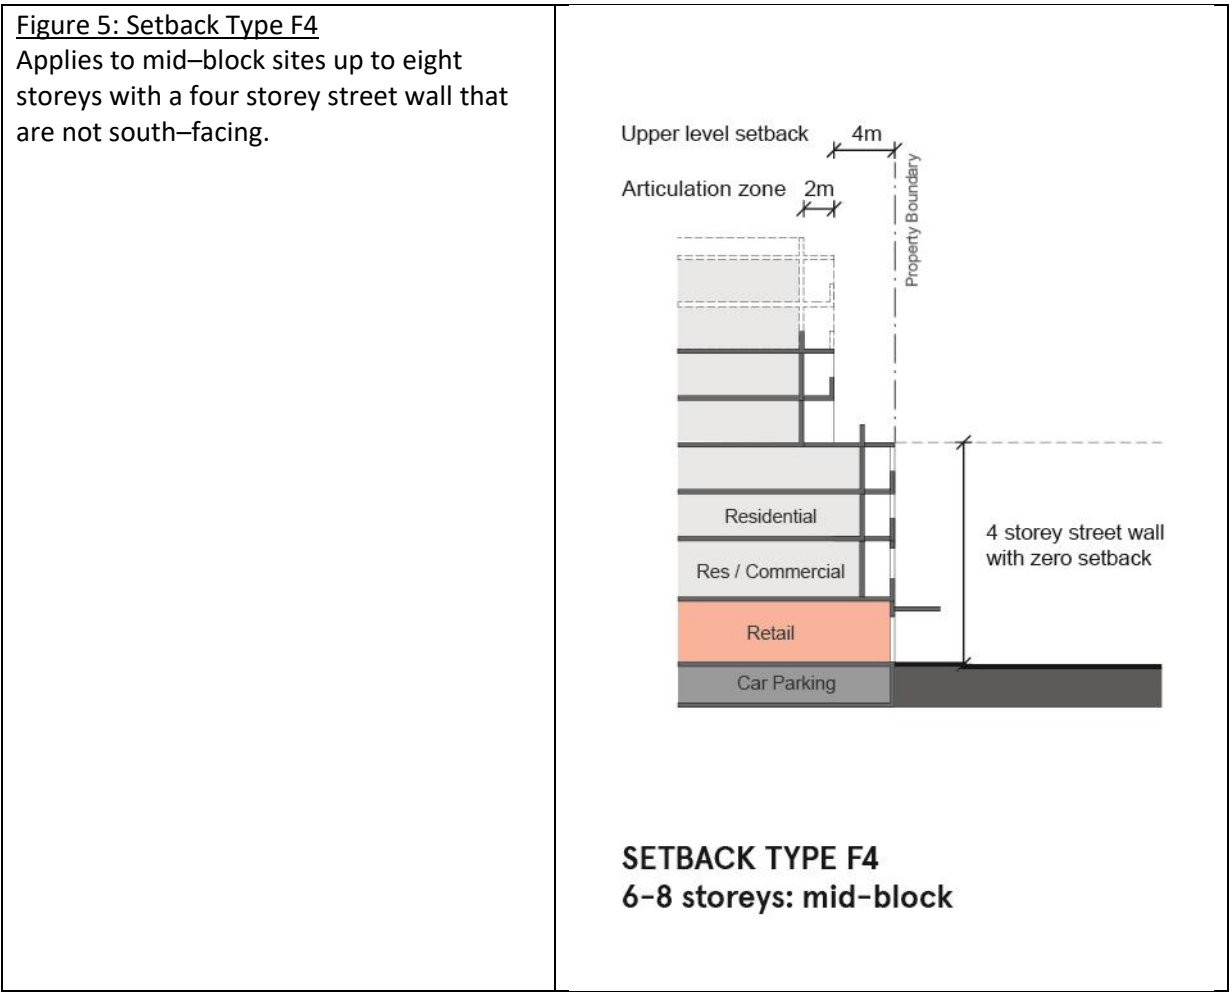 Figure 5: Setback Type F4
Applies to mid–block sites up to eight
storeys with a four storey street wall that
are not south–facing.
Upper level setback 4m
Articulation zone 2m
Property Boundary
Residential
Res / Commercial
Retail
Car Parking
4 storey street wall
with zero setback
SETBACK TYPE F4
6-8 storeys: mid-block